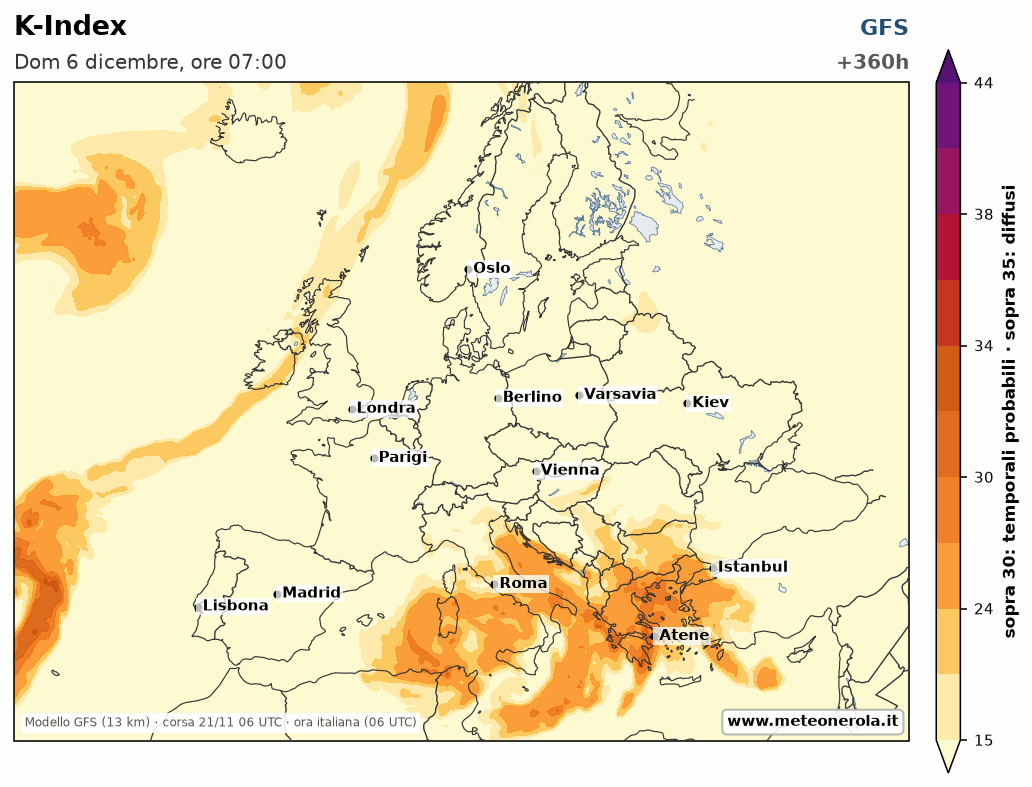 K-Index
GFS
Dom 6 dicembre, ore 07:00
+360h
44
38
34
30
24
15
sopra 30: temporali probabili · sopra 35: diffusi
Oslo
Berlino
Varsavia
Kiev
Londra
Parigi
Vienna
Istanbul
Roma
Madrid
Lisbona
Atene
Modello GFS (13 km) · corsa 21/11 06 UTC · ora italiana (06 UTC)
www.meteonerola.it